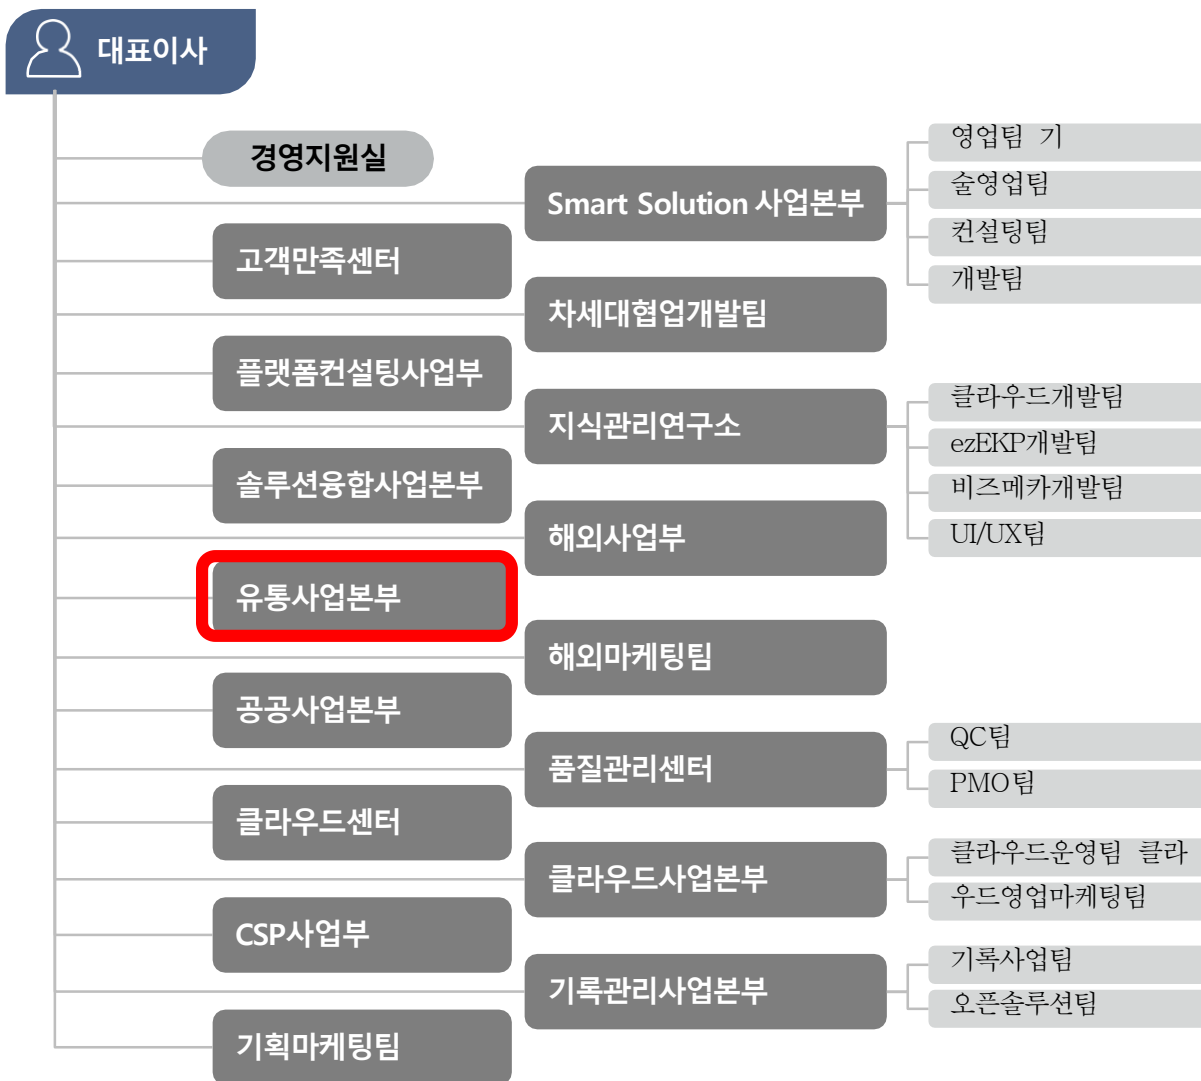 대표이사
경영지원실
Smart Solution 사업본부
영업팀 기
술영업팀
컨설팅팀
개발팀
고객만족센터
차세대협업개발팀
플랫폼컨설팅사업부
지식관리연구소
클라우드개발팀
ezEKP개발팀
비즈메카개발팀
UI/UX팀
솔루션융합사업본부
해외사업부
유통사업본부
해외마케팅팀
공공사업본부
품질관리센터
QC팀
PMO팀
클라우드센터
클라우드사업본부
클라우드운영팀 클라
우드영업마케팅팀
CSP사업부
기록관리사업본부
기록사업팀
오픈솔루션팀
기획마케팅팀